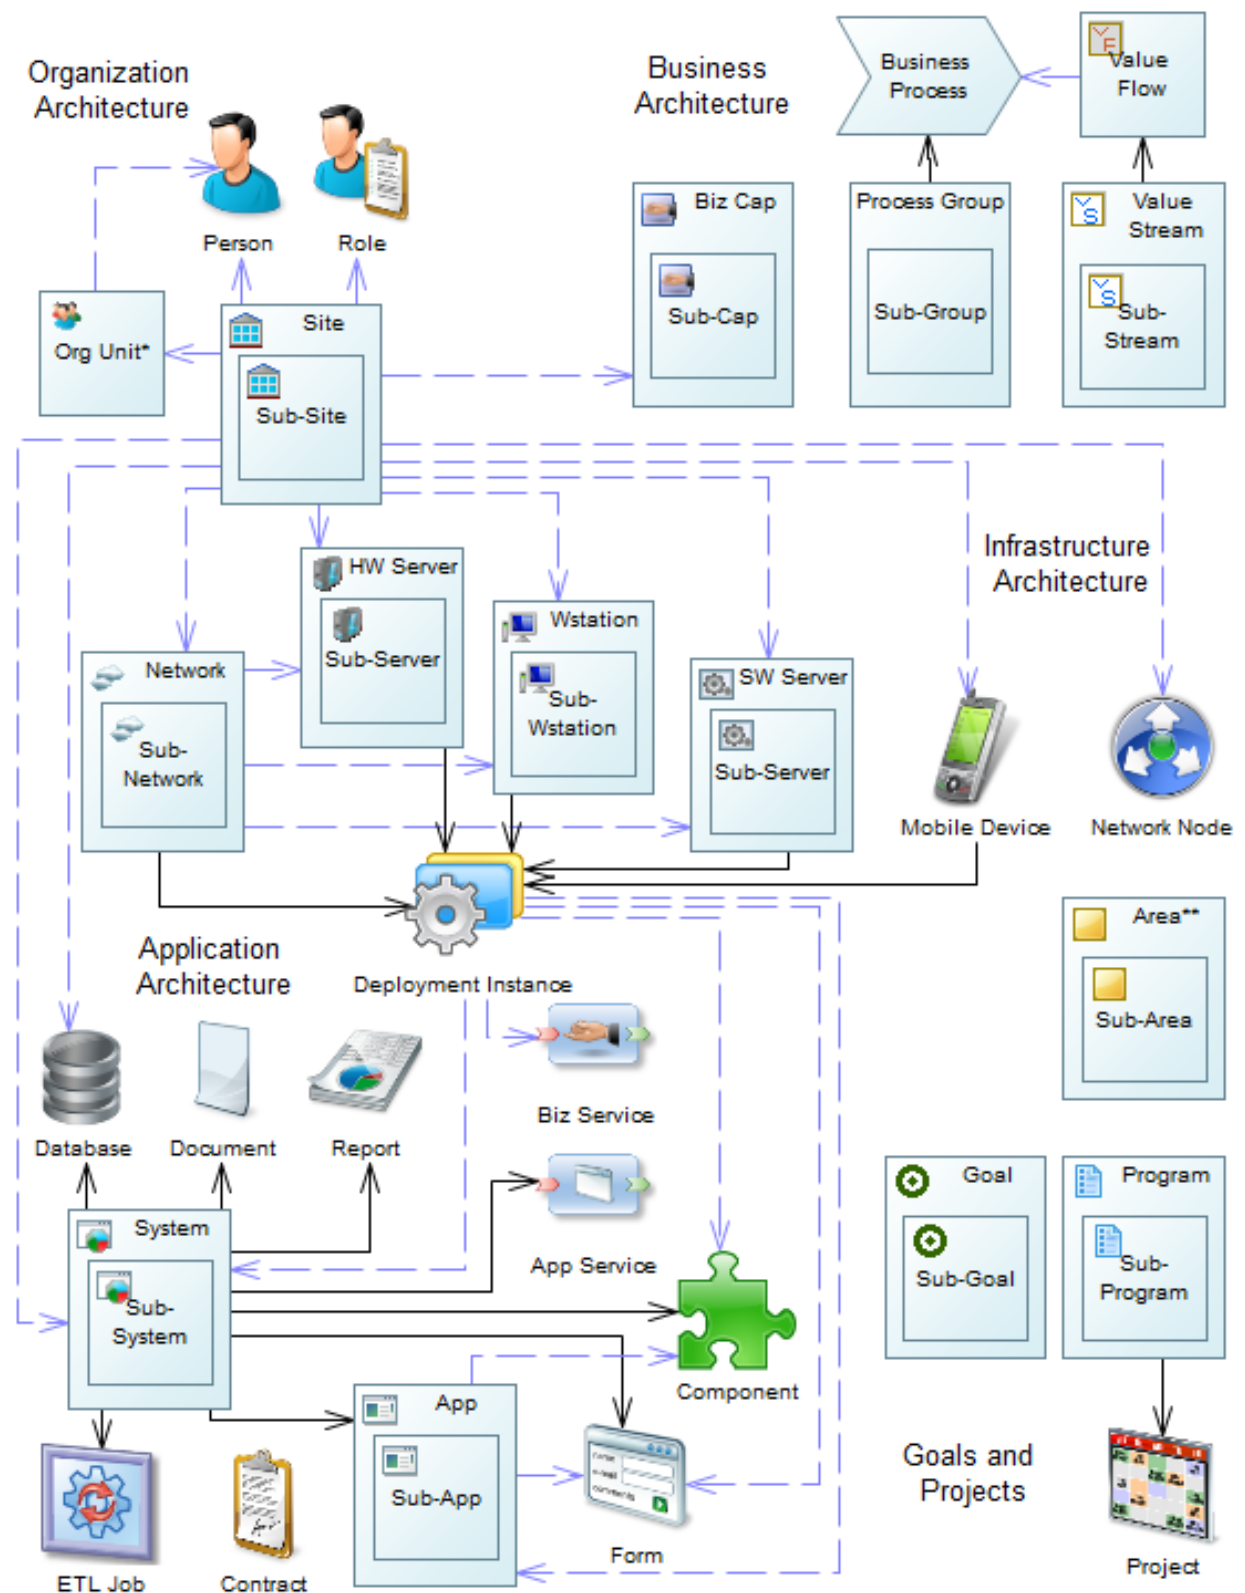 Organization
Architecture
Person
Role
Org Unit*
Site
Sub-Site
Business
Architecture
Business
Process
Value
Flow
Biz Cap
Sub-Cap
Process Group
Sub-Group
Value
Stream
Sub-
Stream
Infrastructure
Architecture
HW Server
Sub-Server
Wstation
Sub-
Wstation
Network
Sub-
Network
SW Server
Sub-Server
Mobile Device
Network Node
Application
Architecture
Deployment Instance
Area**
Sub-Area
Database
Document
Report
Biz Service
App Service
System
Sub-
System
Component
Goal
Sub-Goal
Program
Sub-
Program
App
Sub-App
name
e-mail
comments
Form
ETL Job
Contract
Goals and
Projects
Project